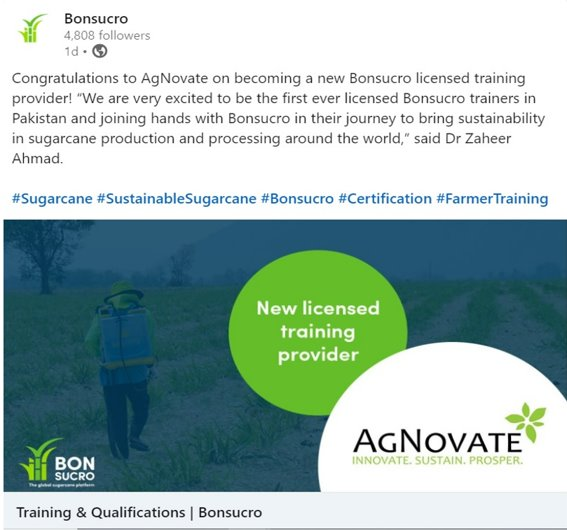 Bonsucro
4,808 followers
1d •
Congratulations to AgNovate on becoming a new Bonsucro licensed training
provider! “We are very excited to be the first ever licensed Bonsucro trainers in
Pakistan and joining hands with Bonsucro in their journey to bring sustainability
in sugarcane production and processing around the world,” said Dr Zaheer
Ahmad.
#Sugarcane #SustainableSugarcane #Bonsucro #Certification #FarmerTraining
New licensed
training
provider
AGNOVATE
INNOVATE. SUSTAIN. PROSPER.
BON
SUCRO
The global sugarcane platform
Training & Qualifications | Bonsucro